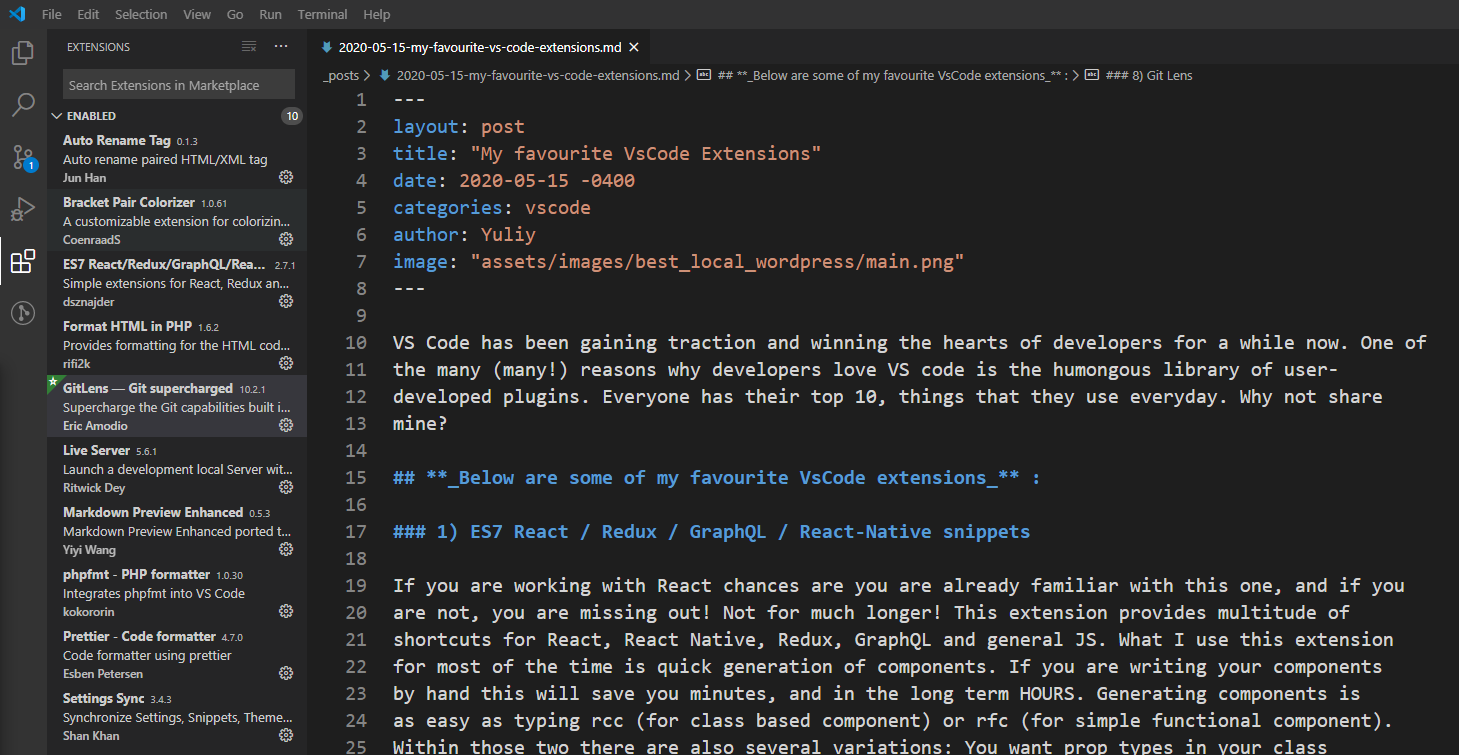 File Edit Selection View Go Run Terminal Help
EXTENSIONS
Search Extensions in Marketplace
ENABLED 10
Auto Rename Tag 0.1.3
Auto rename paired HTML/XML tag
Jun Han
Bracket Pair Colorizer 1.0.61
A customizable extension for colorizin...
CoenraadS
ES7 React/Redux/GraphQL/Rea... 2.7.1
Simple extensions for React, Redux an...
dsznajder
Format HTML in PHP 1.6.2
Provides formatting for the HTML cod...
rifi2k
GitLens — Git supercharged 10.2.1
Supercharge the Git capabilities built i...
Eric Amodio
Live Server 5.6.1
Launch a development local Server wit...
Ritwick Dey
Markdown Preview Enhanced 0.5.3
Markdown Preview Enhanced ported t...
Yiyi Wang
phpfmt - PHP formatter 1.0.30
Integrates phpfmt into VS Code
kokororin
Prettier - Code formatter 4.7.0
Code formatter using prettier
Esben Petersen
Settings Sync 3.4.3
Synchronize Settings, Snippets, Theme...
Shan Khan
1
2020-05-15-my-favourite-vs-code-extensions.md
_posts > 2020-05-15-my-favourite-vs-code-extensions.md > abc ## **_Below are some of my favourite VsCode extensions_** : > abc ### 8) Git Lens
1 ---
2 layout: post
3 title: "My favourite VsCode Extensions"
4 date: 2020-05-15 -0400
5 categories: vscode
6 author: Yuliy
7 image: "assets/images/best_local_wordpress/main.png"
8 ---
9
10 VS Code has been gaining traction and winning the hearts of developers for a while now. One of
11 the many (many!) reasons why developers love VS code is the humongous library of user-
12 developed plugins. Everyone has their top 10, things that they use everyday. Why not share
13 mine?
14
15 ## **_Below are some of my favourite VsCode extensions_** :
16
17 ### 1) ES7 React / Redux / GraphQL / React-Native snippets
18
19 If you are working with React chances are you are already familiar with this one, and if you
20 are not, you are missing out! Not for much longer! This extension provides multitude of
21 shortcuts for React, React Native, Redux, GraphQL and general JS. What I use this extension
22 for most of the time is quick generation of components. If you are writing your components
23 by hand this will save you minutes, and in the long term HOURS. Generating components is
24 as easy as typing rcc (for class based component) or rfc (for simple functional component).
25 Within those two there are also several variations: You want prop types in your class